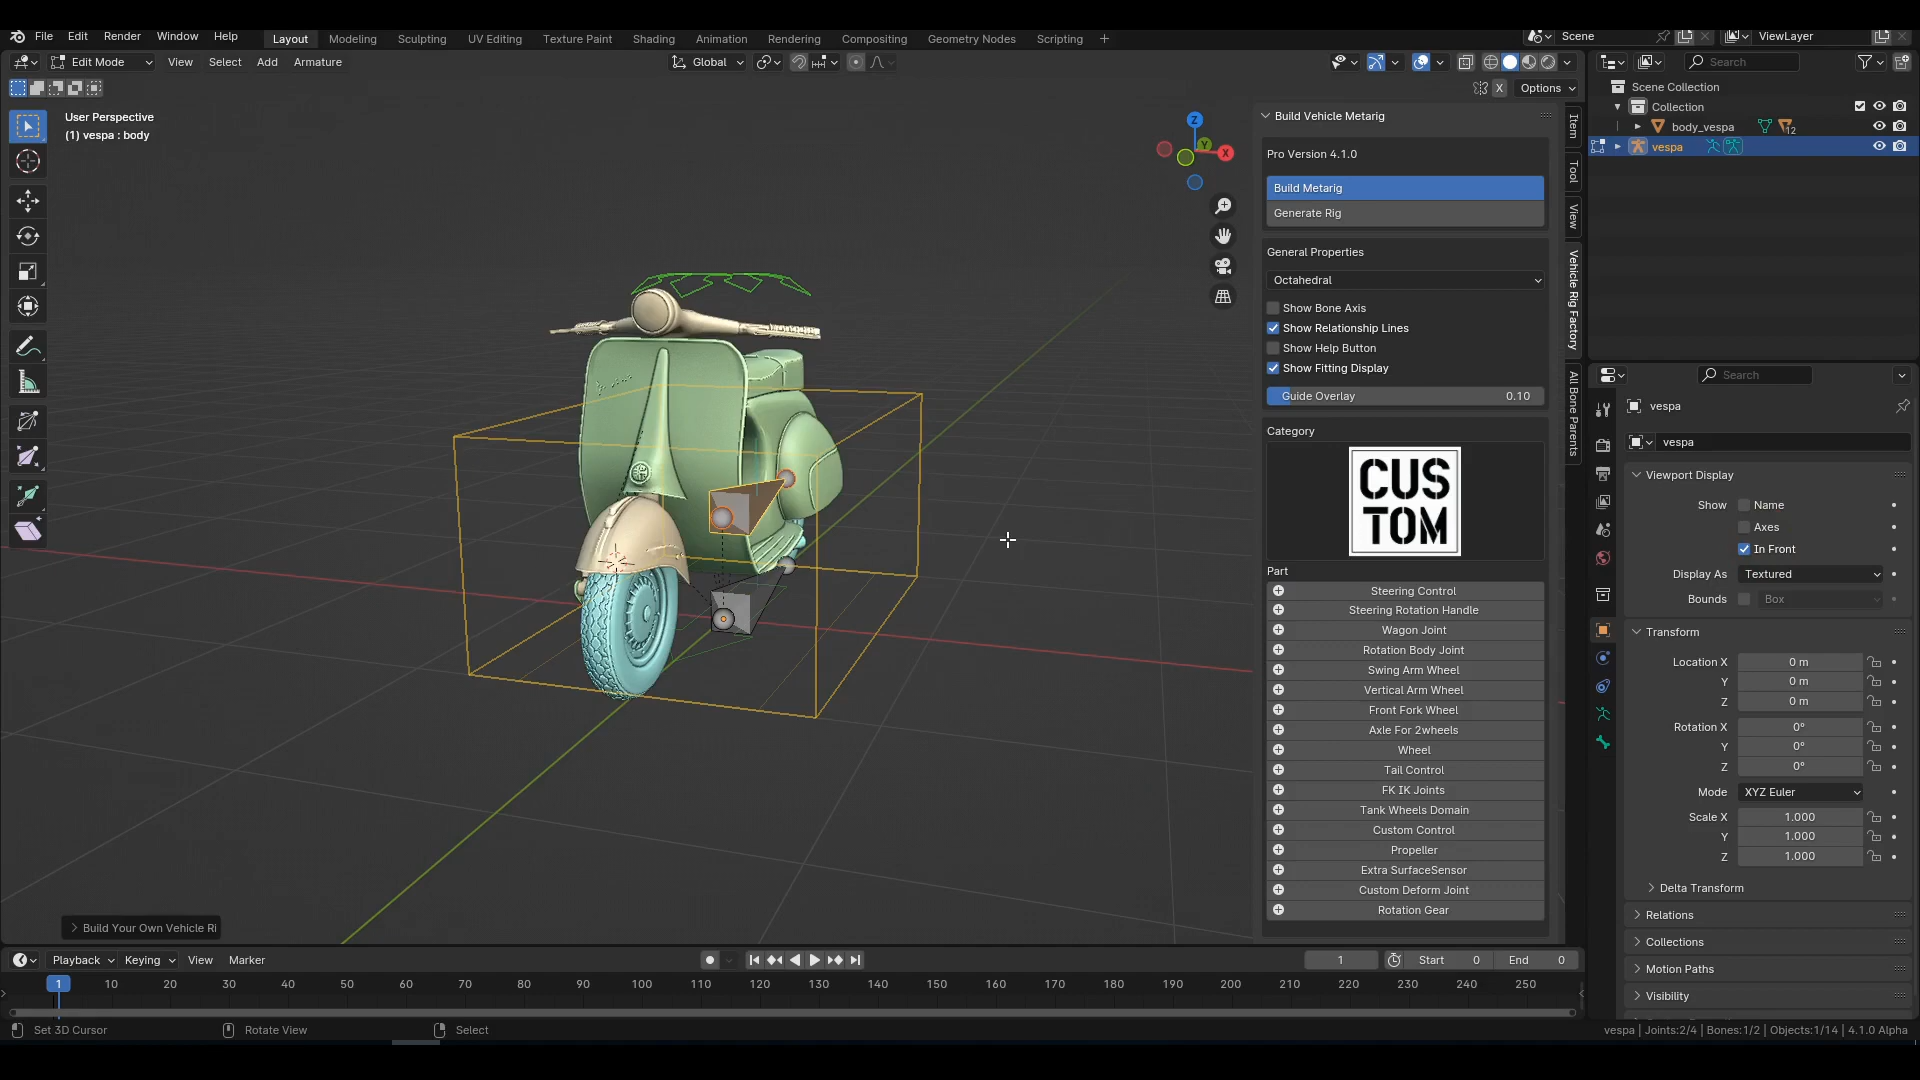 File Edit Render Window Help Layout Modeling Sculpting UV Editing Texture Paint Shading Animation Rendering Compositing Geometry Nodes Scripting + Scene ViewLayer
Edit Mode View Select Add Armature Global Search
X Options
User Perspective
(1) vespa : body
Z
Y
X
Build Vehicle Metarig
Pro Version 4.1.0
Build Metarig
Generate Rig
General Properties
Octahedral
Show Bone Axis
Show Relationship Lines
Show Help Button
Show Fitting Display
Guide Overlay 0.10
Category
CUS
TOM
Part
Steering Control
Steering Rotation Handle
Wagon Joint
Rotation Body Joint
Swing Arm Wheel
Vertical Arm Wheel
Front Fork Wheel
Axle For 2wheels
Wheel
Tail Control
FK IK Joints
Tank Wheels Domain
Custom Control
Propeller
Extra SurfaceSensor
Custom Deform Joint
Rotation Gear
Item
Tool
View
Vehicle Rig Factory
All Bone Parents
Scene Collection
Collection
body_vespa 12
vespa
Search
vespa
vespa
Viewport Display
Show Name
Axes
In Front
Display As Textured
Bounds Box
Transform
Location X 0 m
Y 0 m
Z 0 m
Rotation X 0°
Y 0°
Z 0°
Mode XYZ Euler
Scale X 1.000
Y 1.000
Z 1.000
Delta Transform
Relations
Collections
Motion Paths
Visibility
Build Your Own Vehicle Ri
Playback Keying View Marker 1 Start 0 End 0
1 10 20 30 40 50 60 70 80 90 100 110 120 130 140 150 160 170 180 190 200 210 220 230 240 250
Set 3D Cursor Rotate View Select vespa | Joints:2/4 | Bones:1/2 | Objects:1/14 | 4.1.0 Alpha